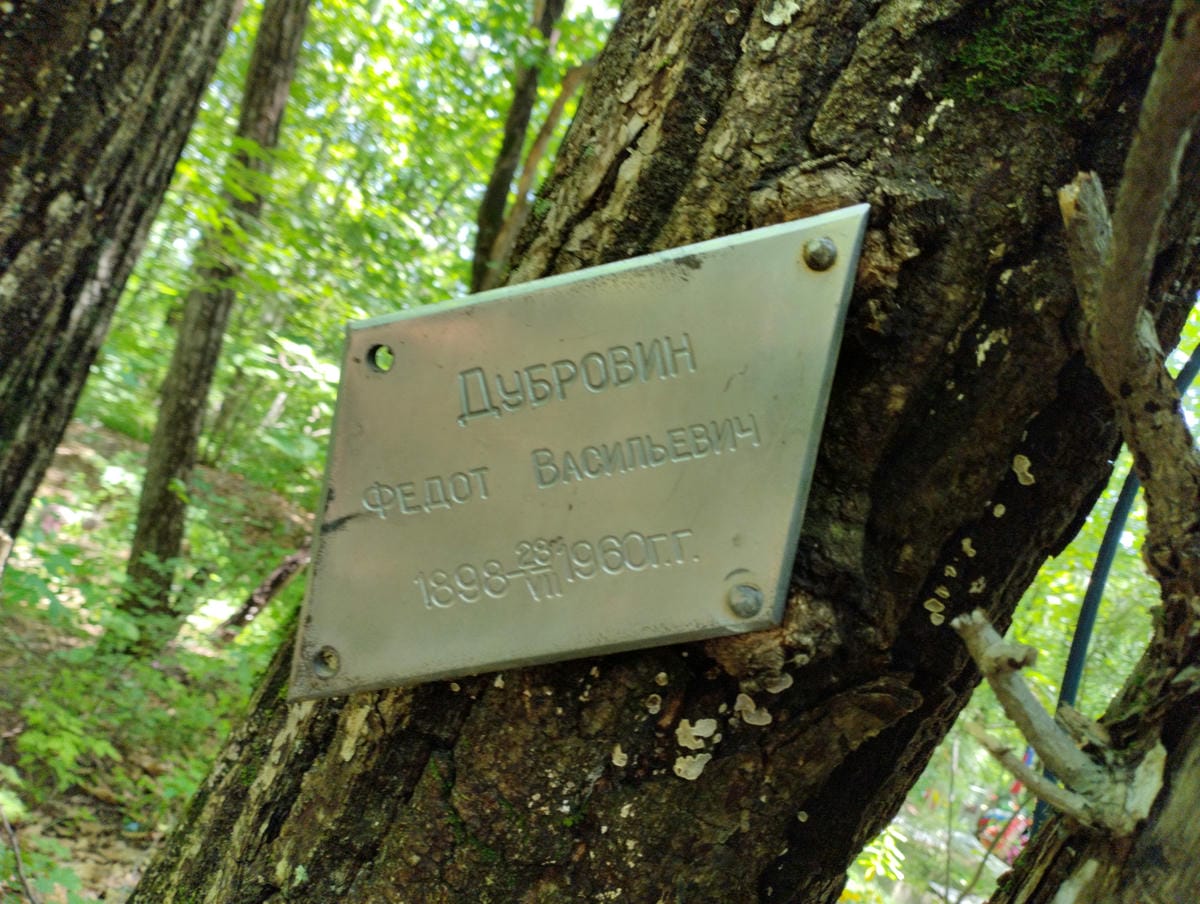 Дубровин
Федот Васильевич
1898-28/VII 1960г.г.